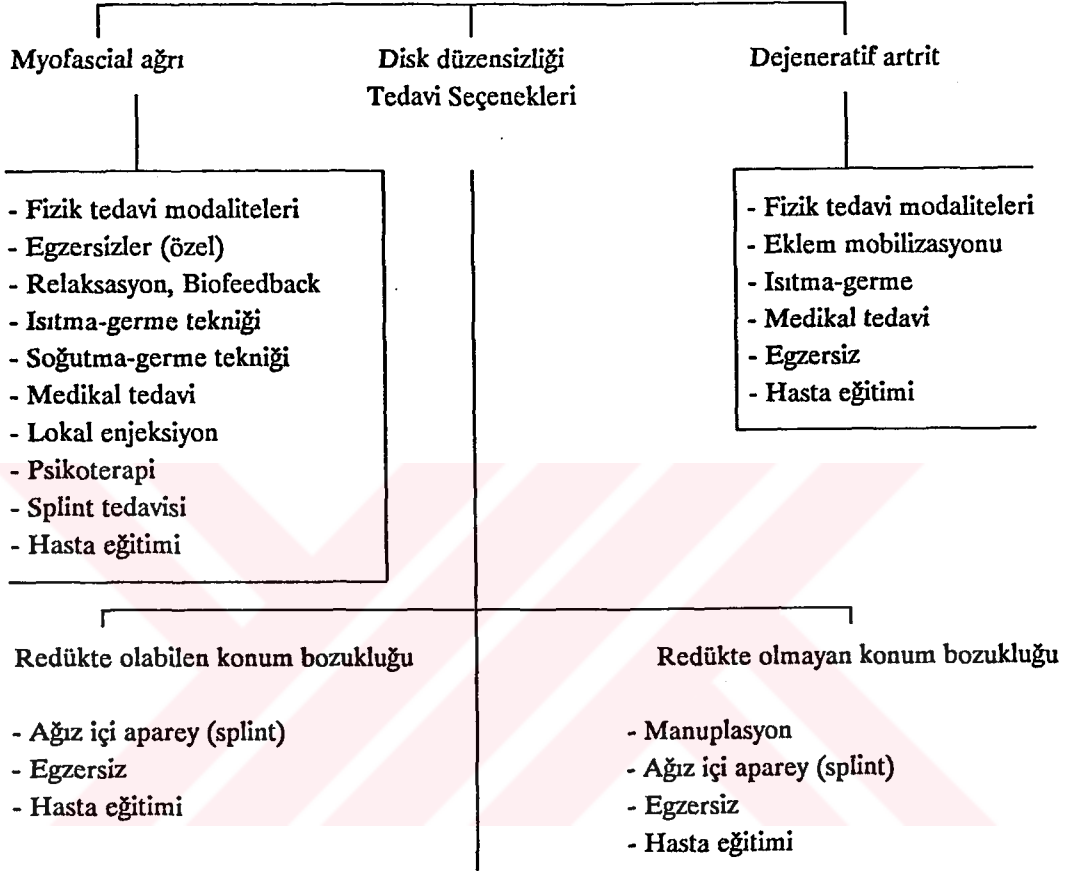 Myofascial ağrı
Disk düzensizliği
Tedavi Seçenekleri
Dejeneratif artrit
- Fizik tedavi modaliteleri
- Egzersizler (özel)
- Relaksasyon, Biofeedback
- Isıtma-germe tekniği
- Soğutma-germe tekniği
- Medikal tedavi
- Lokal enjeksiyon
- Psikoterapi
- Splint tedavisi
- Hasta eğitimi
- Fizik tedavi modaliteleri
- Eklem mobilizasyonu
- Isıtma-germe
- Medikal tedavi
- Egzersiz
- Hasta eğitimi
Redükte olabilen konum bozukluğu
- Ağız içi aparey (splint)
- Egzersiz
- Hasta eğitimi
Redükte olmayan konum bozukluğu
- Manuplasyon
- Ağız içi aparey (splint)
- Egzersiz
- Hasta eğitimi